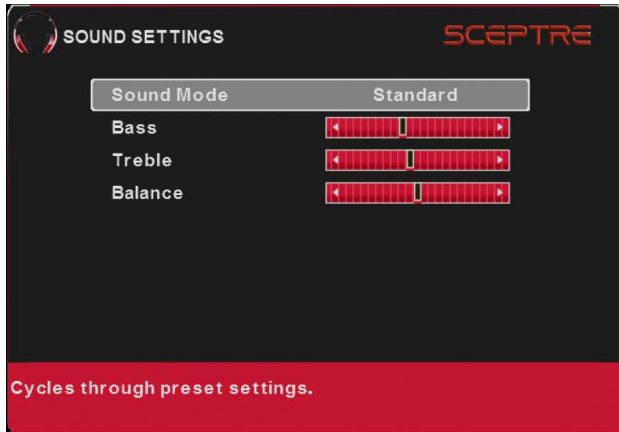 SOUND SETTINGS
SCEPTRE
Sound Mode Standard
Bass
Treble
Balance
Cycles through preset settings.